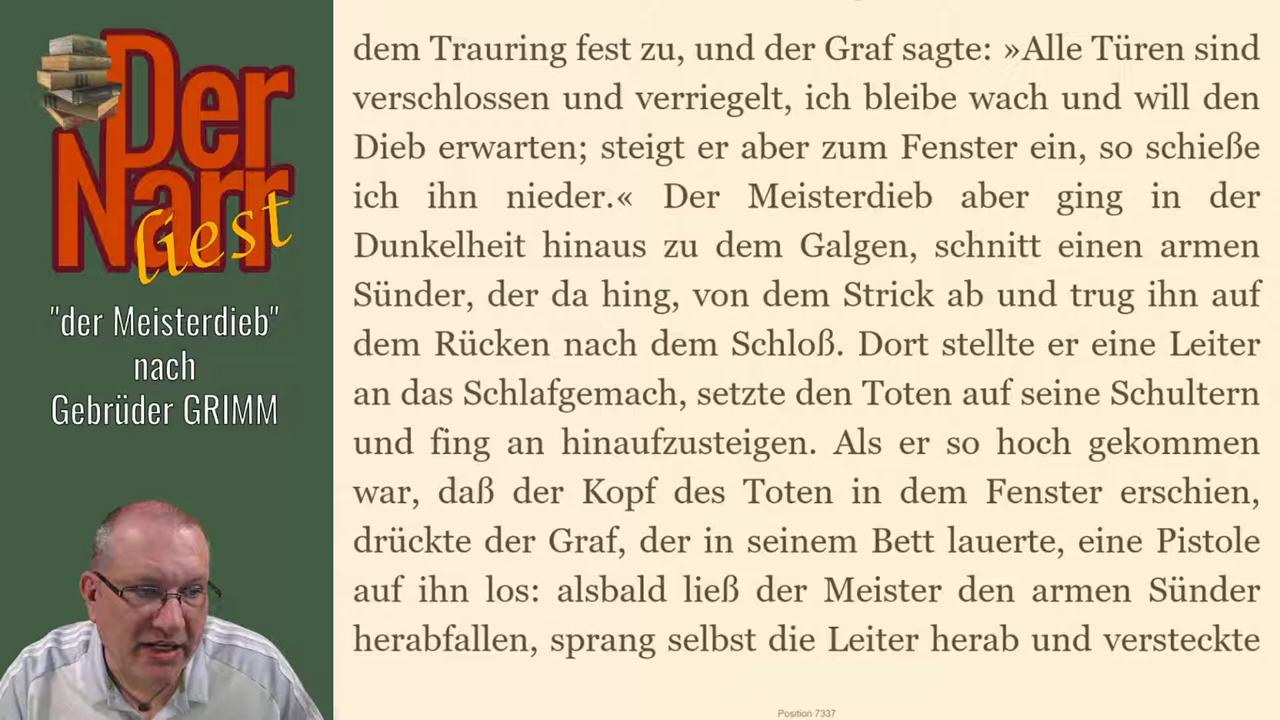 Der
Narr
liest
"der Meisterdieb"
nach
Gebrüder GRIMM
dem Trauring fest zu, und der Graf sagte: »Alle Türen sind
verschlossen und verriegelt, ich bleibe wach und will den
Dieb erwarten; steigt er aber zum Fenster ein, so schieße
ich ihn nieder.« Der Meisterdieb aber ging in der
Dunkelheit hinaus zu dem Galgen, schnitt einen armen
Sünder, der da hing, von dem Strick ab und trug ihn auf
dem Rücken nach dem Schloß. Dort stellte er eine Leiter
an das Schlafgemach, setzte den Toten auf seine Schultern
und fing an hinaufzusteigen. Als er so hoch gekommen
war, daß der Kopf des Toten in dem Fenster erschien,
drückte der Graf, der in seinem Bett lauerte, eine Pistole
auf ihn los: alsbald ließ der Meister den armen Sünder
herabfallen, sprang selbst die Leiter herab und versteckte
Position 7337